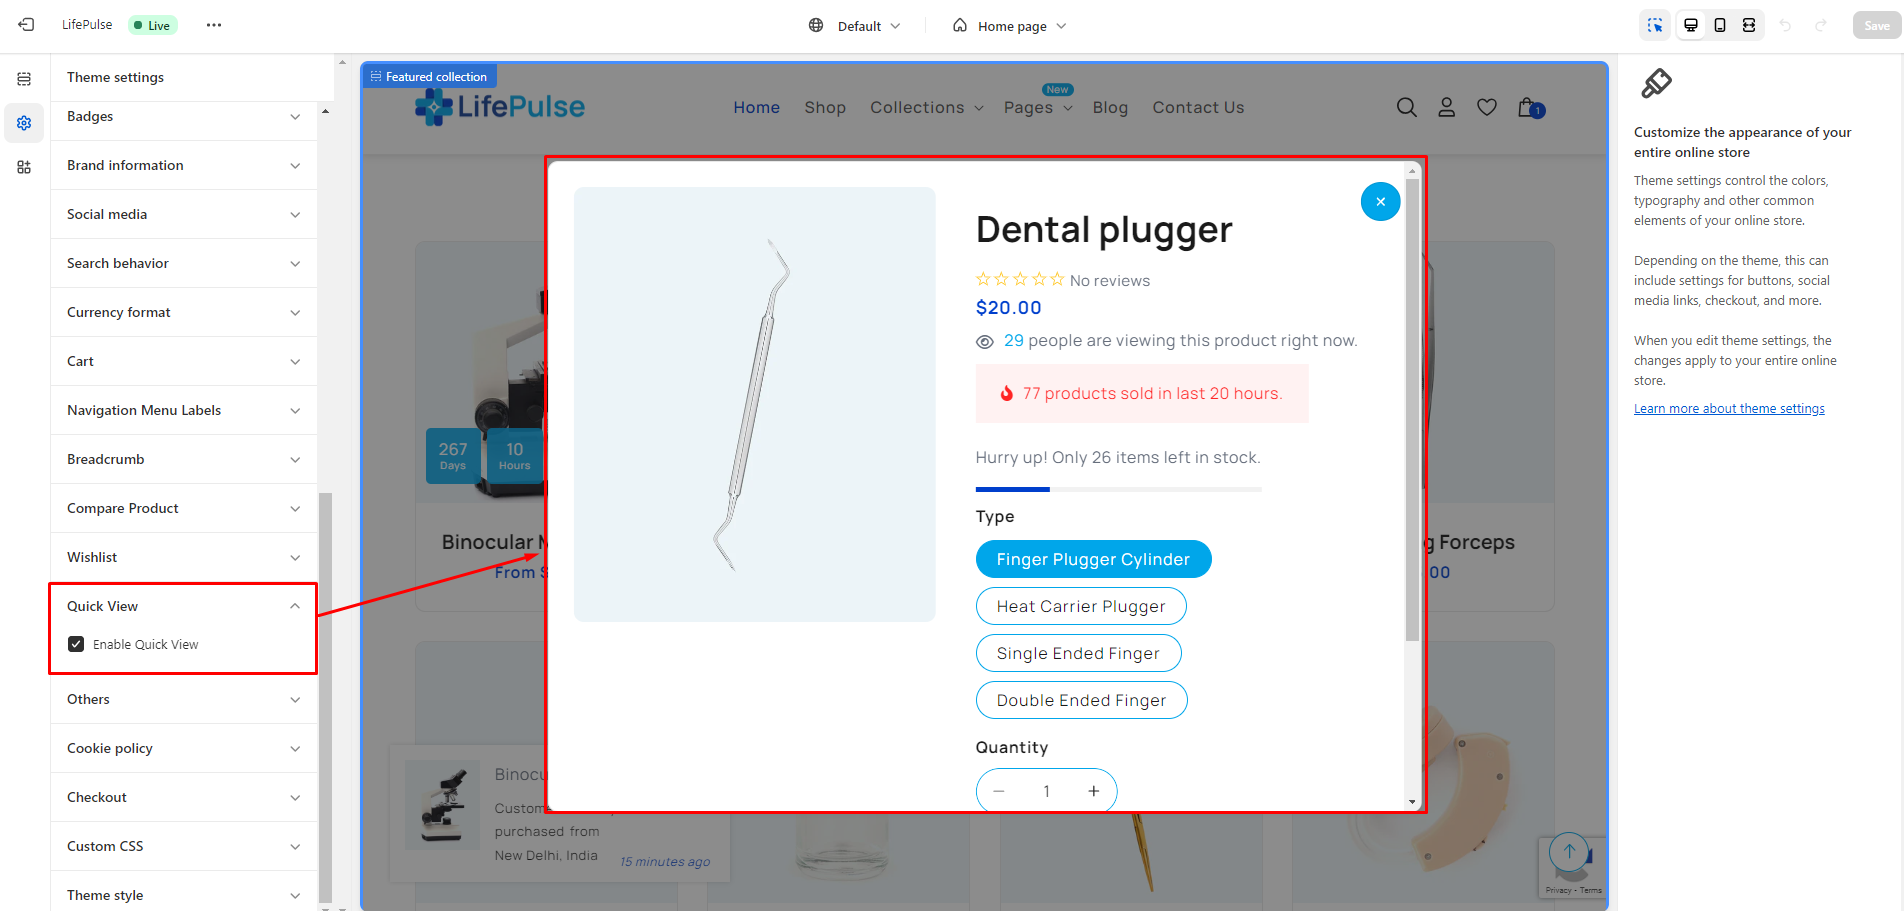 LifePulse
Live
Default
Home page
Save
Theme settings
Badges
Brand information
Social media
Search behavior
Currency format
Cart
Navigation Menu Labels
Breadcrumb
Compare Product
Wishlist
Quick View
Enable Quick View
Others
Cookie policy
Checkout
Custom CSS
Theme style
Featured collection
LifePulse
Home
Shop
Collections
Pages
New
Blog
Contact Us
1
267
Days
10
Hours
Binocular
From
Dental plugger
No reviews
$20.00
29 people are viewing this product right now.
77 products sold in last 20 hours.
Hurry up! Only 26 items left in stock.
Type
Finger Plugger Cylinder
Heat Carrier Plugger
Single Ended Finger
Double Ended Finger
Quantity
1
Forceps
00
Binocu
Custome
purchased from
New Delhi, India
15 minutes ago
Privacy • Terms
Customize the appearance of your
entire online store
Theme settings control the colors,
typography and other common
elements of your online store.
Depending on the theme, this can
include settings for buttons, social
media links, checkout, and more.
When you edit theme settings, the
changes apply to your entire online
store.
Learn more about theme settings